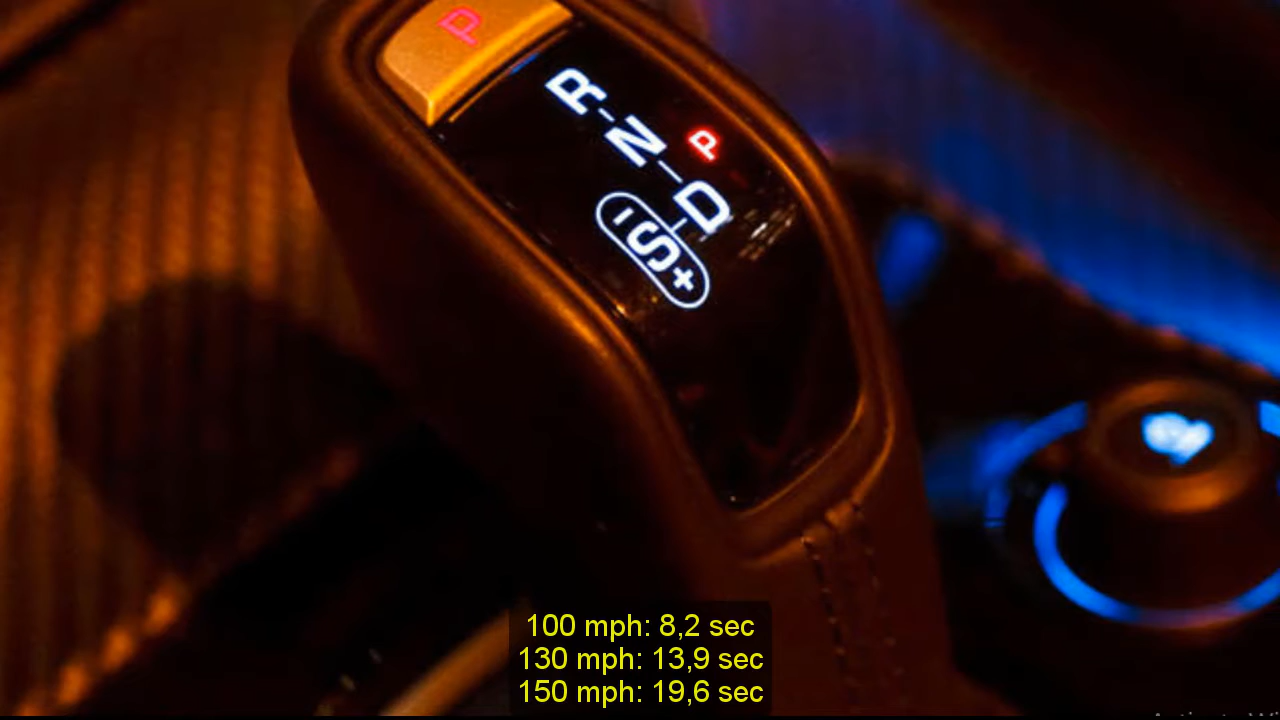 P
R
N
P
D
- S +
100 mph: 8,2 sec
130 mph: 13,9 sec
150 mph: 19,6 sec